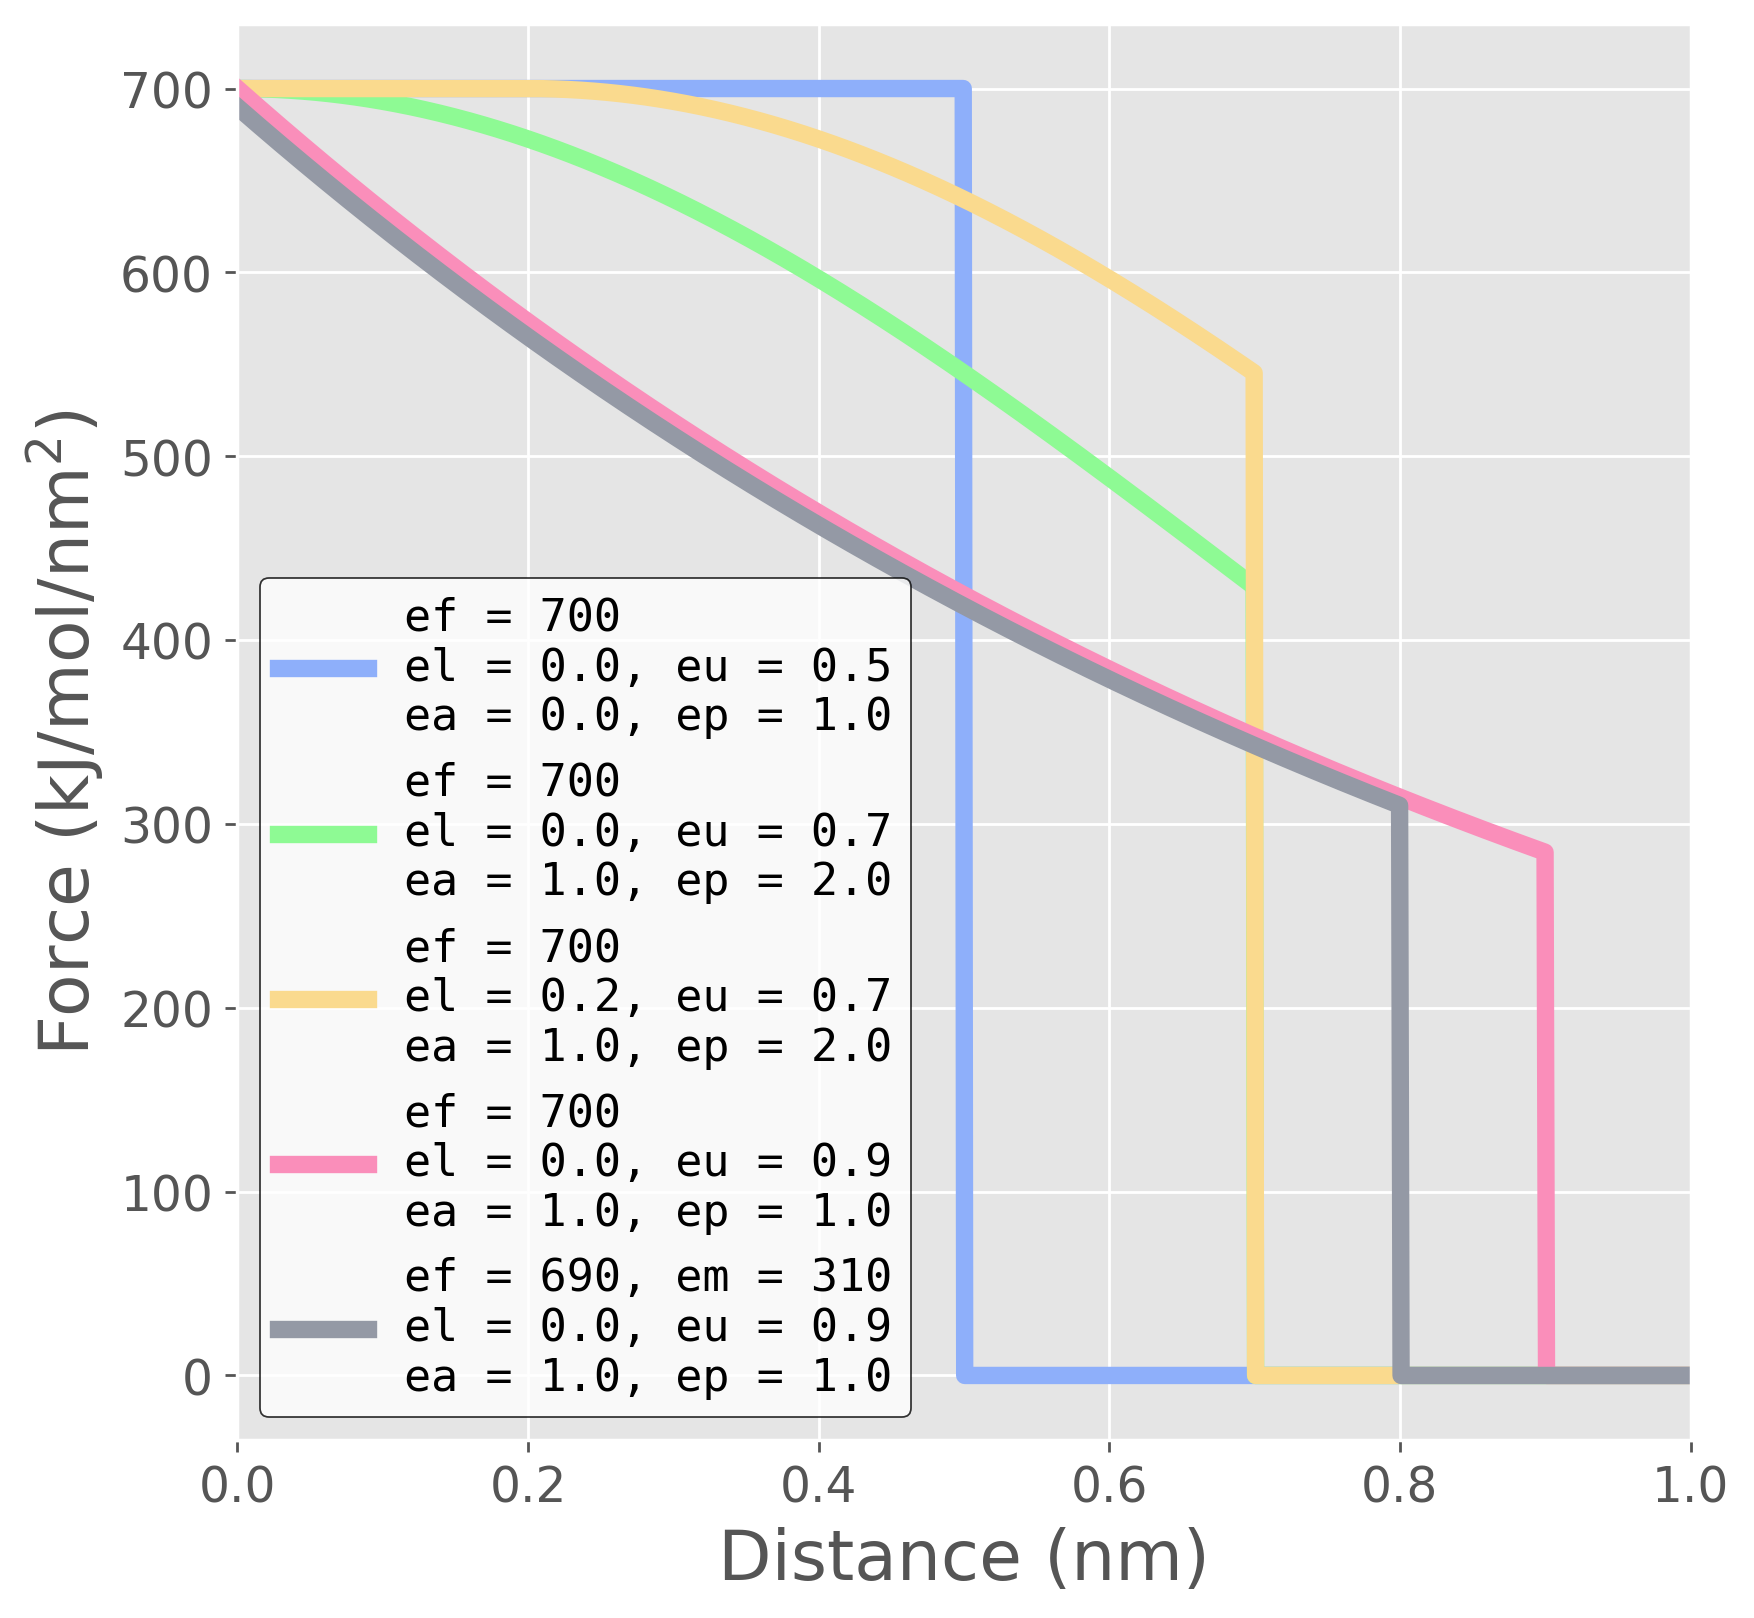 700
600
500
400
300
200
100
0
Force (kJ/mol/nm²)
ef = 700
el = 0.0, eu = 0.5
ea = 0.0, ep = 1.0
ef = 700
el = 0.0, eu = 0.7
ea = 1.0, ep = 2.0
ef = 700
el = 0.2, eu = 0.7
ea = 1.0, ep = 2.0
ef = 700
el = 0.0, eu = 0.9
ea = 1.0, ep = 1.0
ef = 690, em = 310
el = 0.0, eu = 0.9
ea = 1.0, ep = 1.0
0.0 0.2 0.4 0.6 0.8 1.0
Distance (nm)